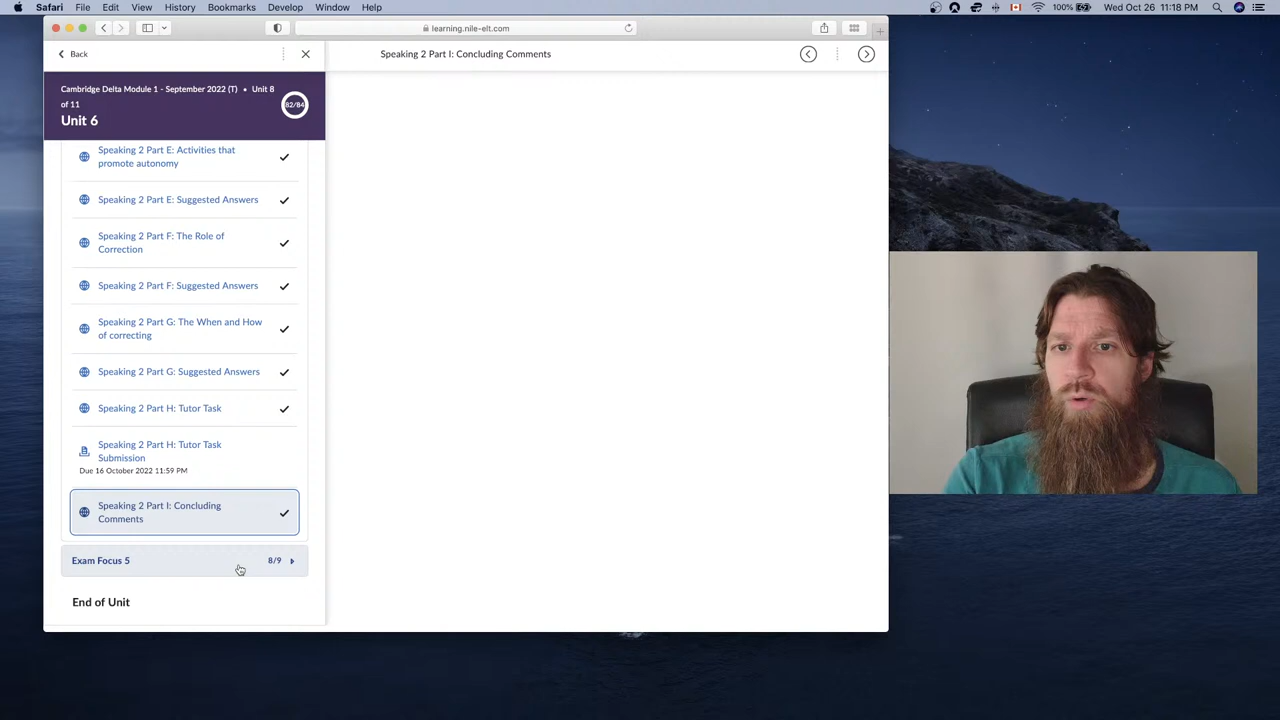 Safari File Edit View History Bookmarks Develop Window Help
100% Wed Oct 26 11:18 PM
learning.nile-elt.com
Back
Speaking 2 Part I: Concluding Comments
Cambridge Delta Module 1 - September 2022 (T) • Unit 8
of 11
82/84
Unit 6
Speaking 2 Part E: Activities that
promote autonomy
Speaking 2 Part E: Suggested Answers
Speaking 2 Part F: The Role of
Correction
Speaking 2 Part F: Suggested Answers
Speaking 2 Part G: The When and How
of correcting
Speaking 2 Part G: Suggested Answers
Speaking 2 Part H: Tutor Task
Speaking 2 Part H: Tutor Task
Submission
Due 16 October 2022 11:59 PM
Speaking 2 Part I: Concluding
Comments
Exam Focus 5 8/9
End of Unit